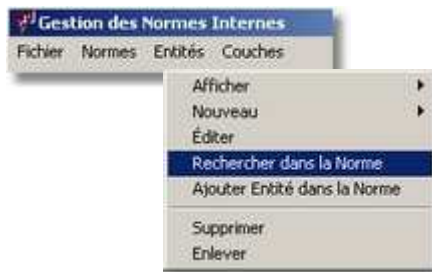 Gestion des Normes Internes
Fichier Normes Entités Couches
Afficher
Nouveau
Éditer
Rechercher dans la Norme
Ajouter Entité dans la Norme
Supprimer
Enlever